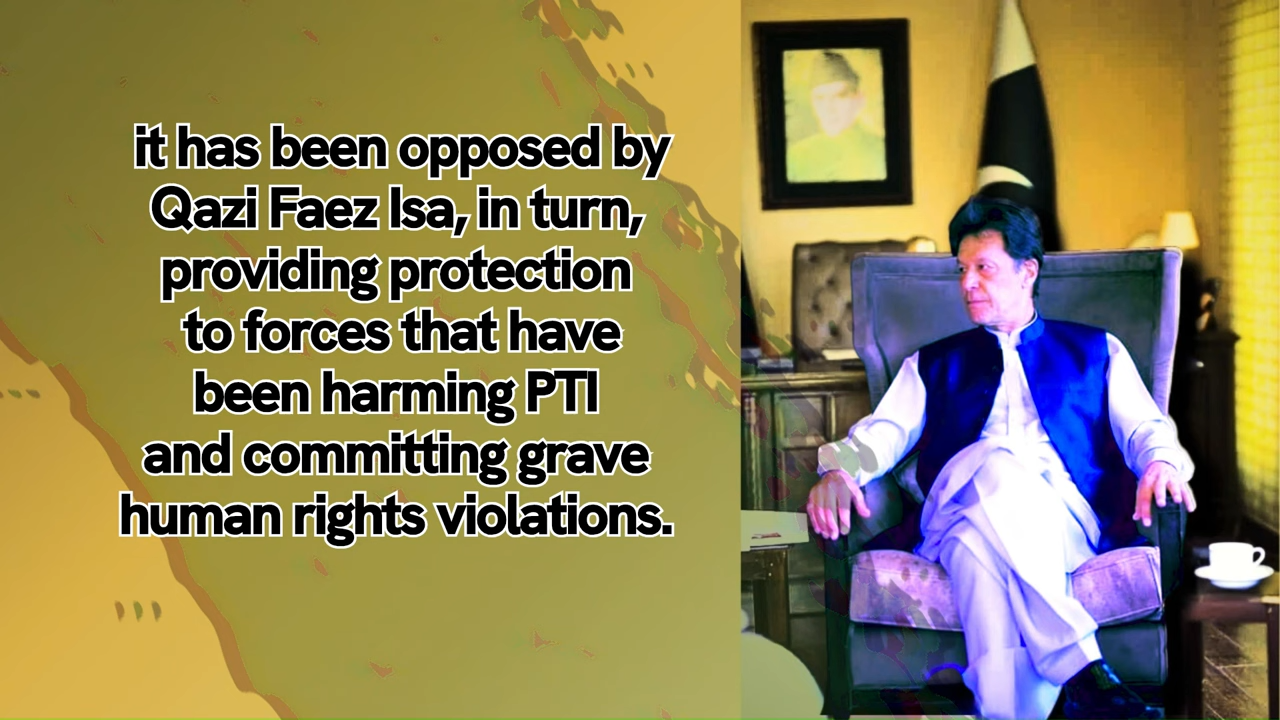 it has been opposed by
Qazi Faez Isa, in turn,
providing protection
to forces that have
been harming PTI
and committing grave
human rights violations.